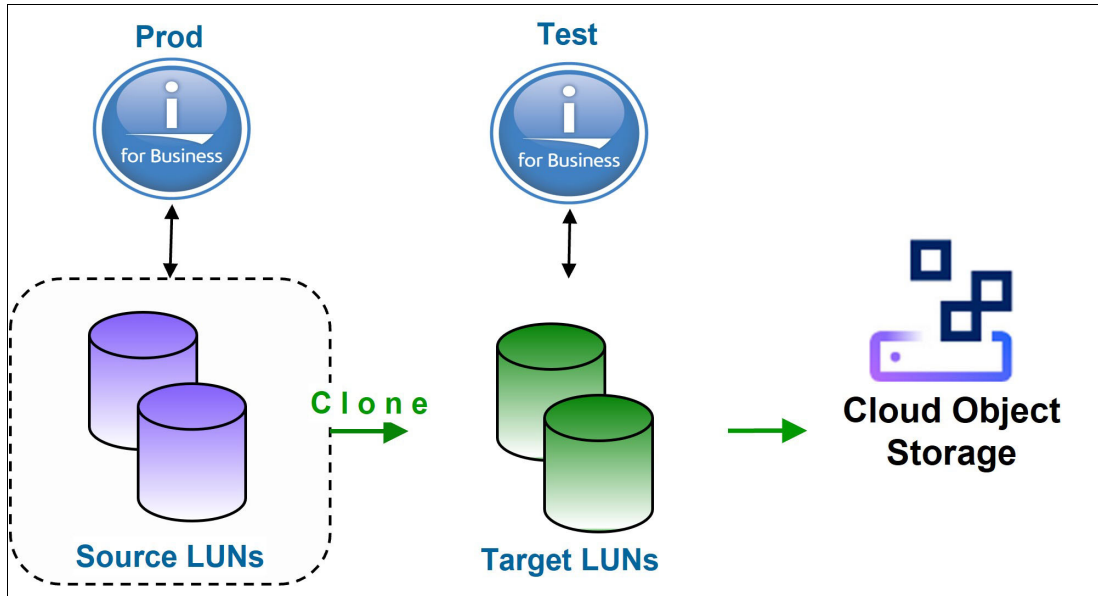 Prod
Test
i
for Business
i
for Business
Clone
Source LUNs
Target LUNs
Cloud Object
Storage